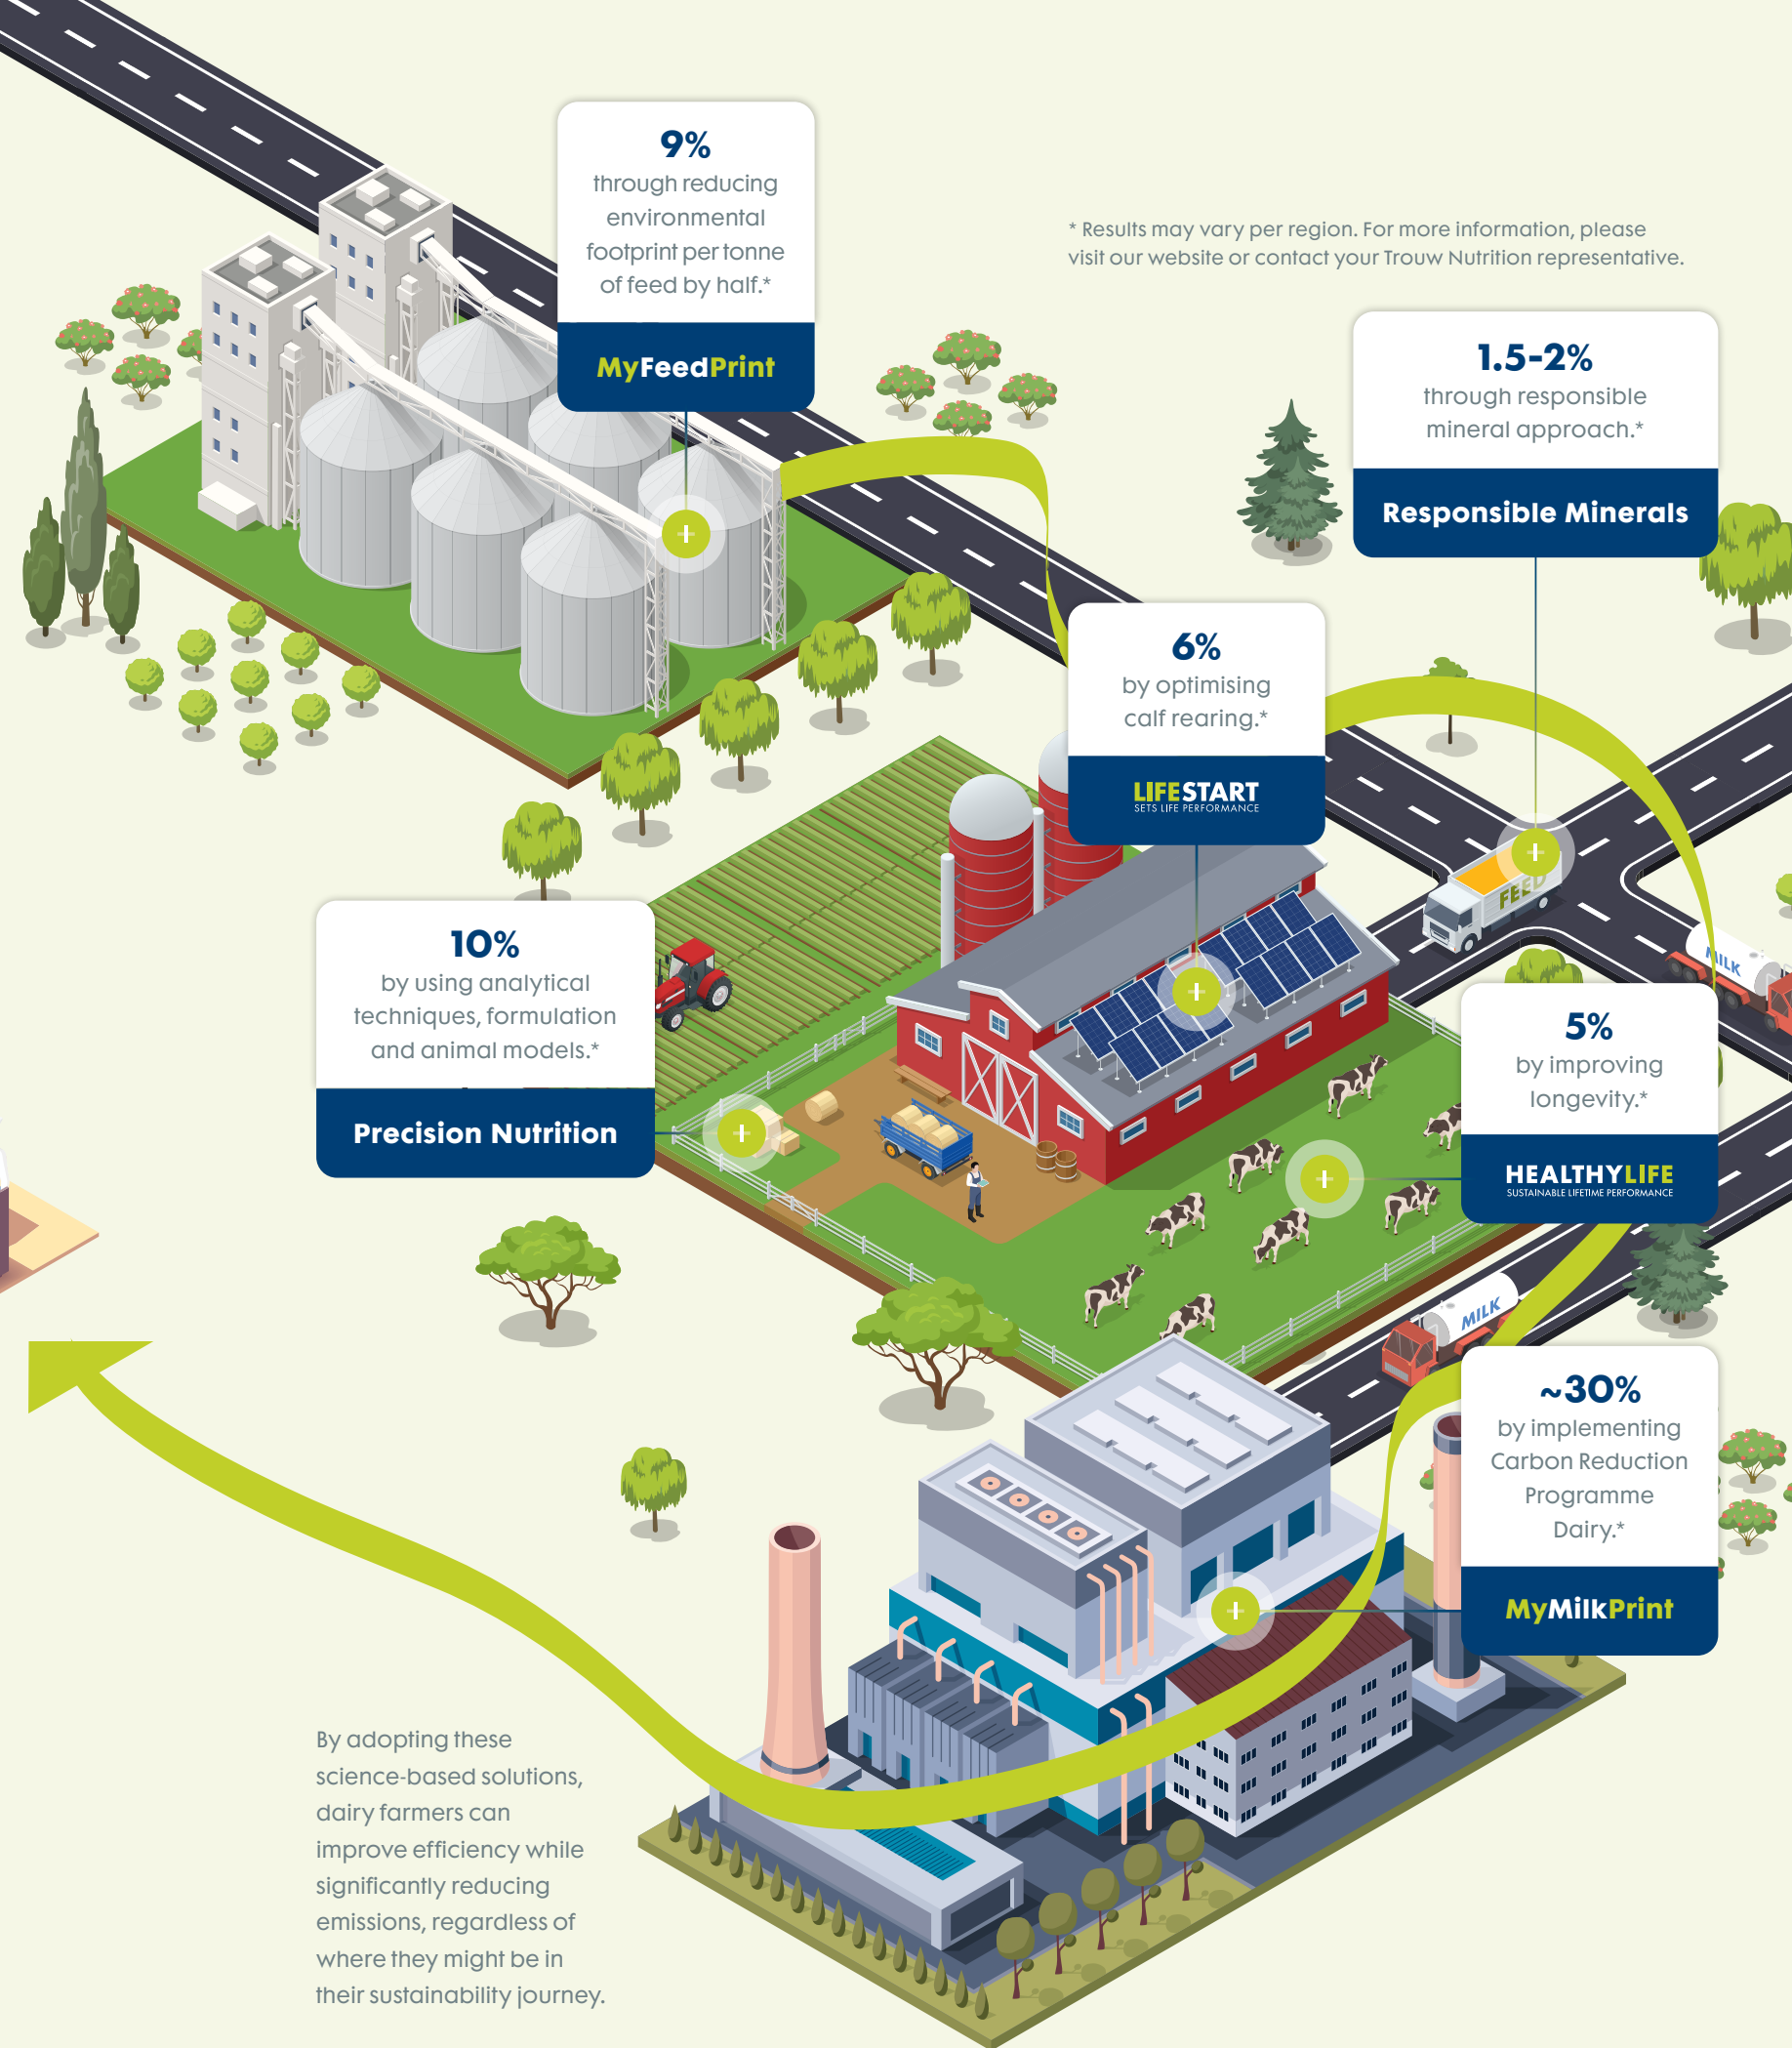 9%
through reducing
environmental
footprint per tonne
of feed by half.*
MyFeedPrint
* Results may vary per region. For more information, please
visit our website or contact your Trouw Nutrition representative.
1.5-2%
through responsible
mineral approach.*
Responsible Minerals
6%
by optimising
calf rearing.*
LIFESTART
SETS LIFE PERFORMANCE
FEED
MILK
10%
by using analytical
techniques, formulation
and animal models.*
Precision Nutrition
5%
by improving
longevity.*
HEALTHYLIFE
SUSTAINABLE LIFETIME PERFORMANCE
MILK
~30%
by implementing
Carbon Reduction
Programme
Dairy.*
MyMilkPrint
By adopting these
science-based solutions,
dairy farmers can
improve efficiency while
significantly reducing
emissions, regardless of
where they might be in
their sustainability journey.